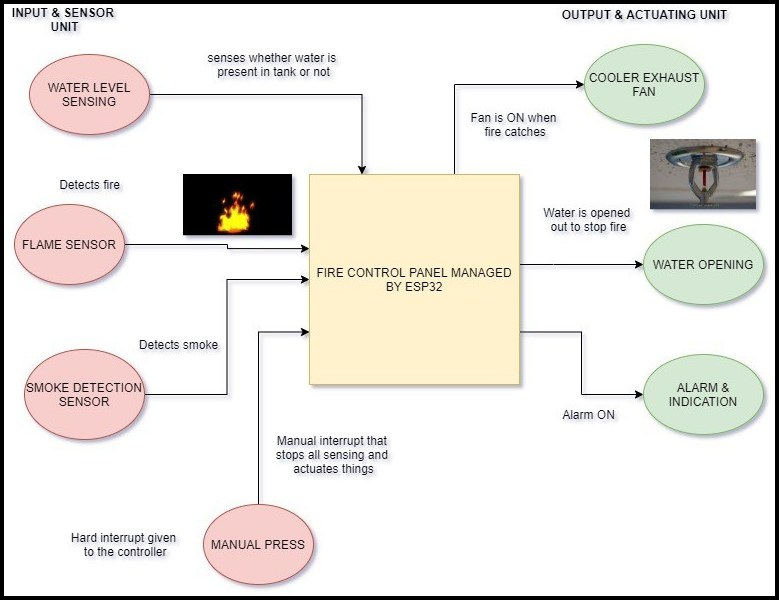 INPUT & SENSOR
UNIT
OUTPUT & ACTUATING UNIT
senses whether water is
present in tank or not
WATER LEVEL
SENSING
COOLER EXHAUST
FAN
Fan is ON when
fire catches
Detects fire
FLAME SENSOR
Water is opened
out to stop fire
FIRE CONTROL PANEL MANAGED
BY ESP32
WATER OPENING
Detects smoke
SMOKE DETECTION
SENSOR
ALARM &
INDICATION
Alarm ON
Manual interrupt that
stops all sensing and
actuates things
Hard interrupt given
to the controller
MANUAL PRESS